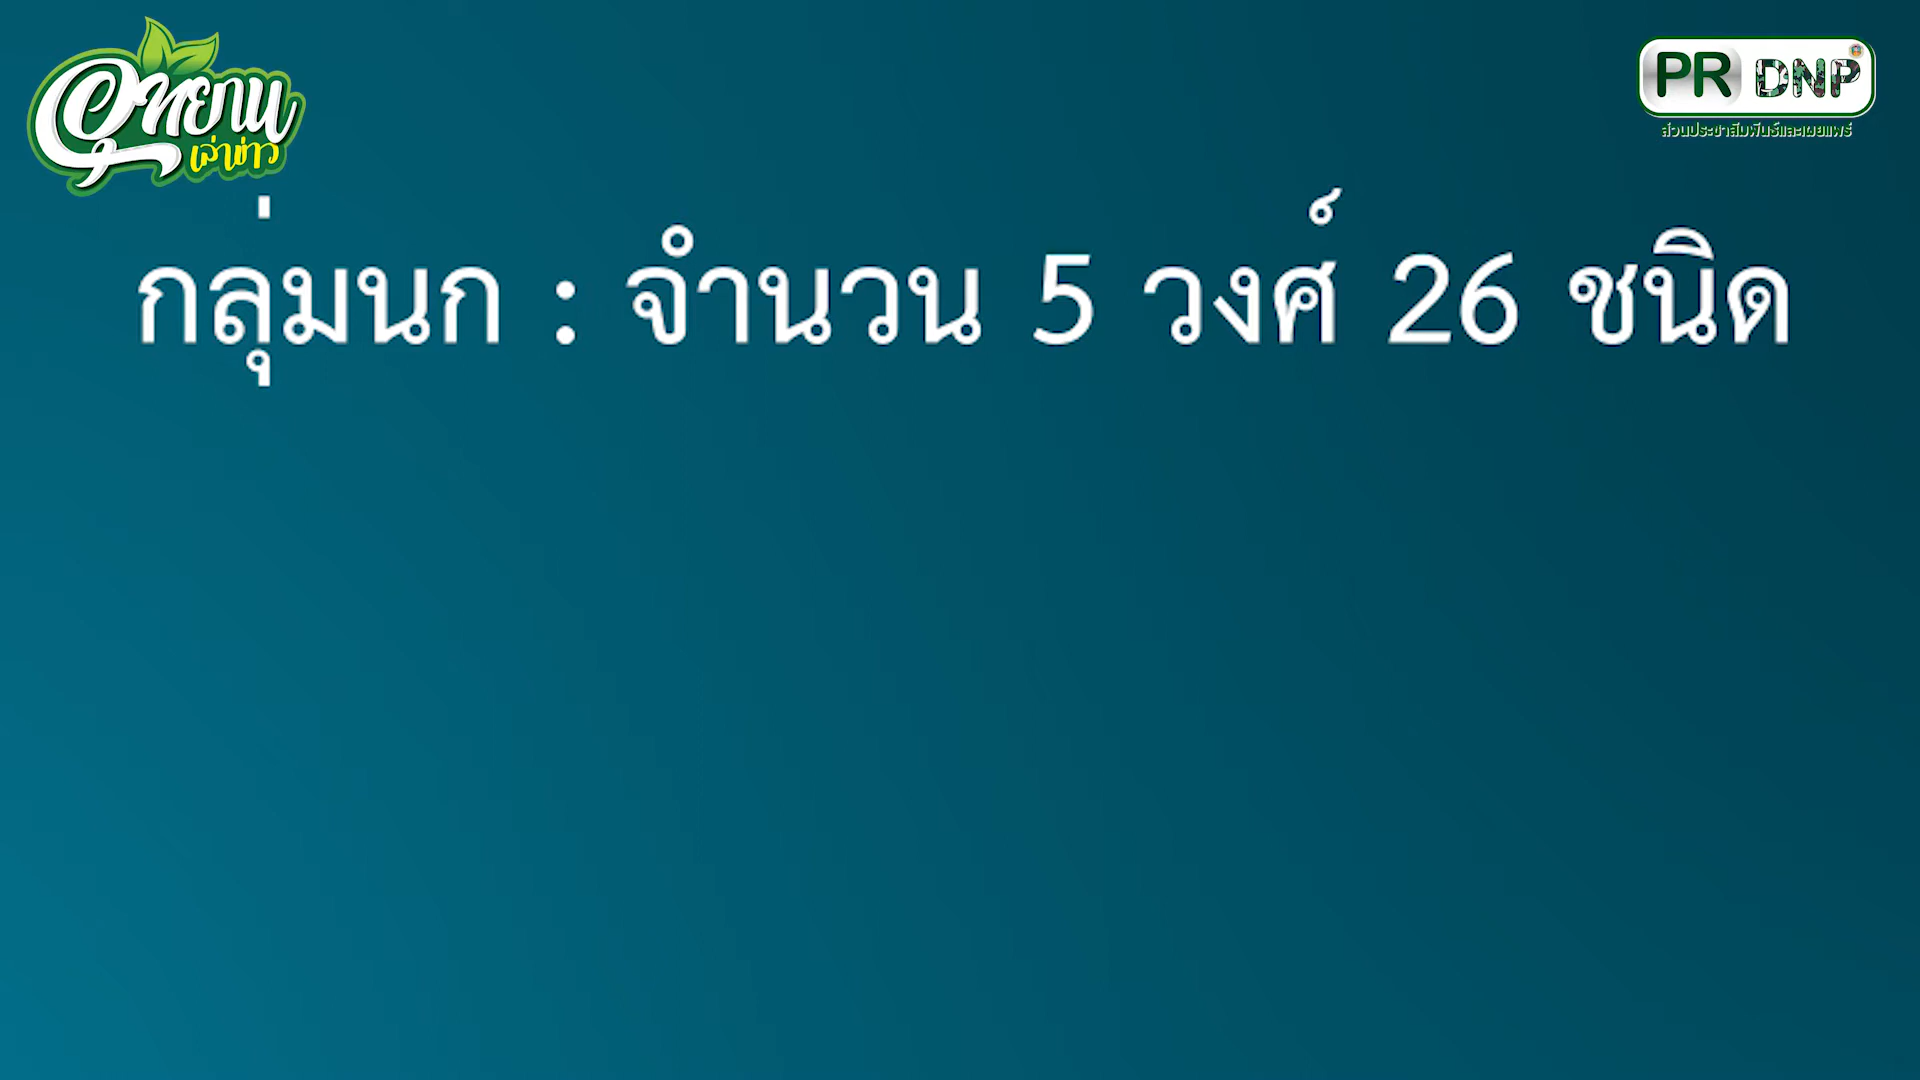 อุทยาน
เล่าข่าว
PR DNP
ส่วนประชาสัมพันธ์และเผยแพร่
กลุ่มนก : จำนวน 5 วงศ์ 26 ชนิด